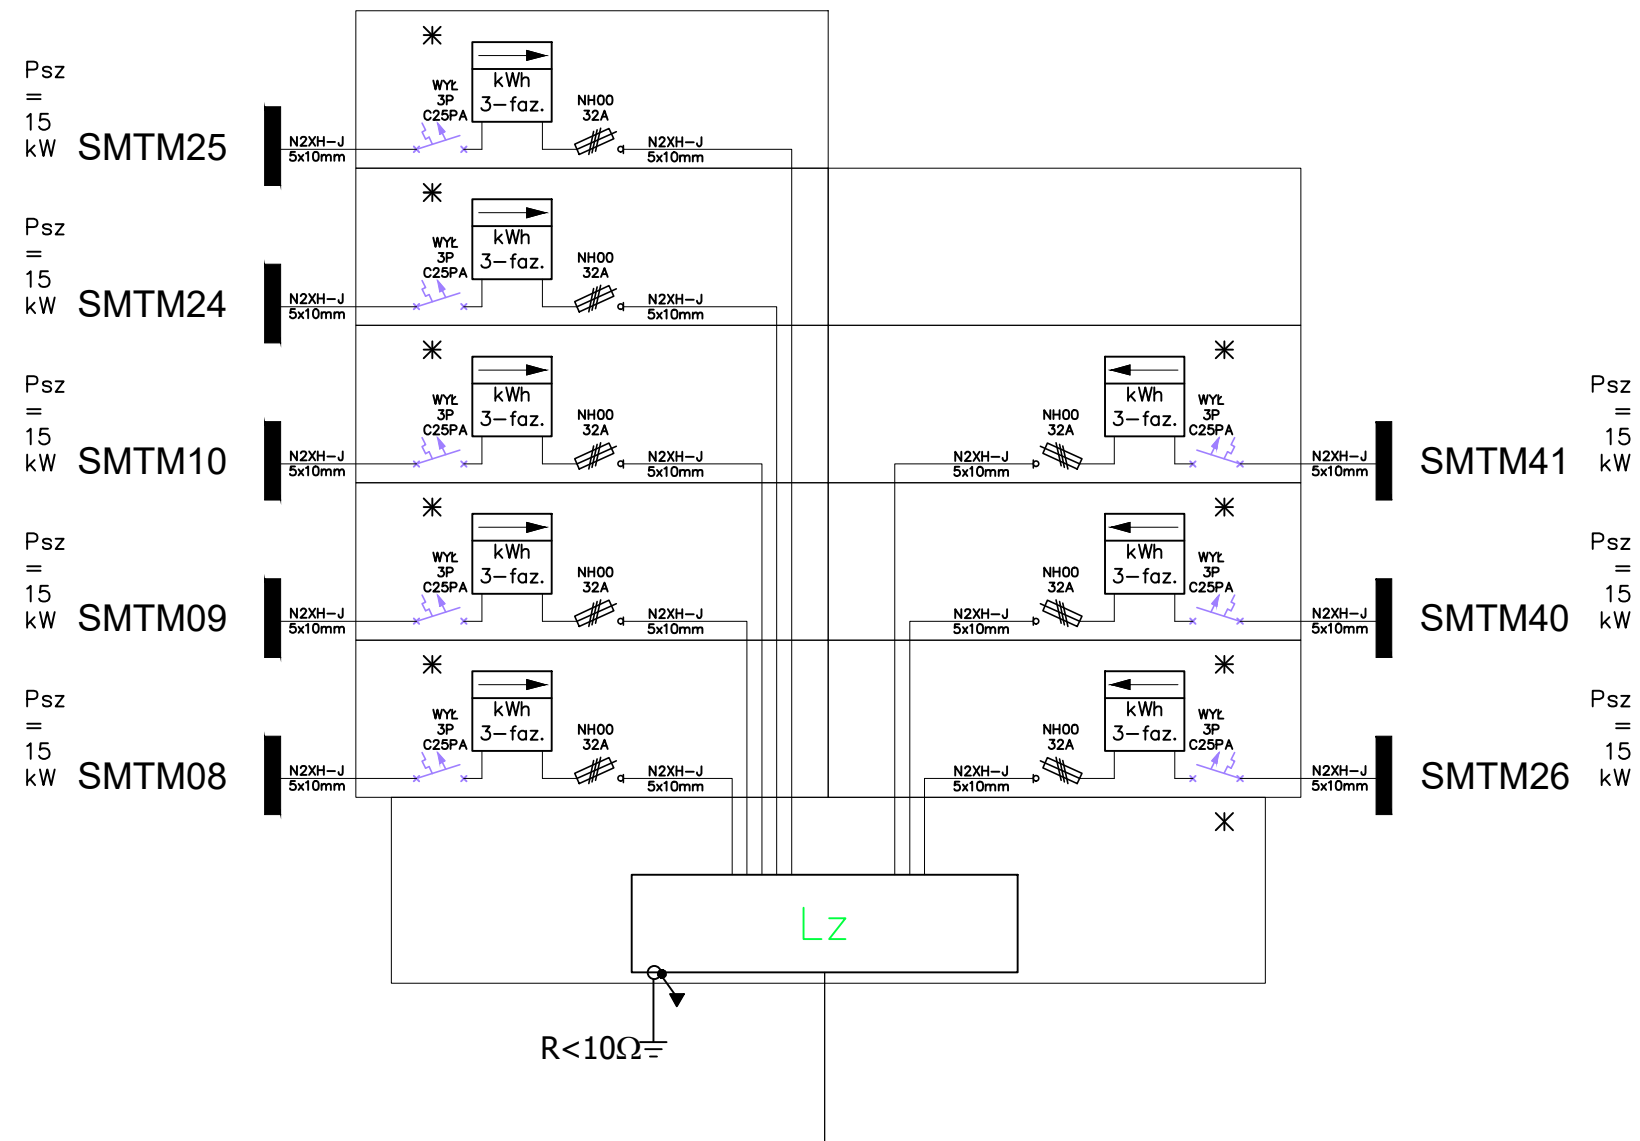 Psz
=
15
kW
SMTM25
N2XH-J
5x10mm
WYŁ
3P
C25PA
kWh
3-faz.
NH00
32A
N2XH-J
5x10mm
Psz
=
15
kW
SMTM24
N2XH-J
5x10mm
WYŁ
3P
C25PA
kWh
3-faz.
NH00
32A
N2XH-J
5x10mm
Psz
=
15
kW
SMTM10
N2XH-J
5x10mm
WYŁ
3P
C25PA
kWh
3-faz.
NH00
32A
N2XH-J
5x10mm
N2XH-J
5x10mm
NH00
32A
kWh
3-faz.
WYŁ
3P
C25PA
N2XH-J
5x10mm
SMTM41
Psz
=
15
kW
Psz
=
15
kW
SMTM09
N2XH-J
5x10mm
WYŁ
3P
C25PA
kWh
3-faz.
NH00
32A
N2XH-J
5x10mm
N2XH-J
5x10mm
NH00
32A
kWh
3-faz.
WYŁ
3P
C25PA
N2XH-J
5x10mm
SMTM40
Psz
=
15
kW
Psz
=
15
kW
SMTM08
N2XH-J
5x10mm
WYŁ
3P
C25PA
kWh
3-faz.
NH00
32A
N2XH-J
5x10mm
N2XH-J
5x10mm
NH00
32A
kWh
3-faz.
WYŁ
3P
C25PA
N2XH-J
5x10mm
SMTM26
Psz
=
15
kW
Lz
R<10Ω